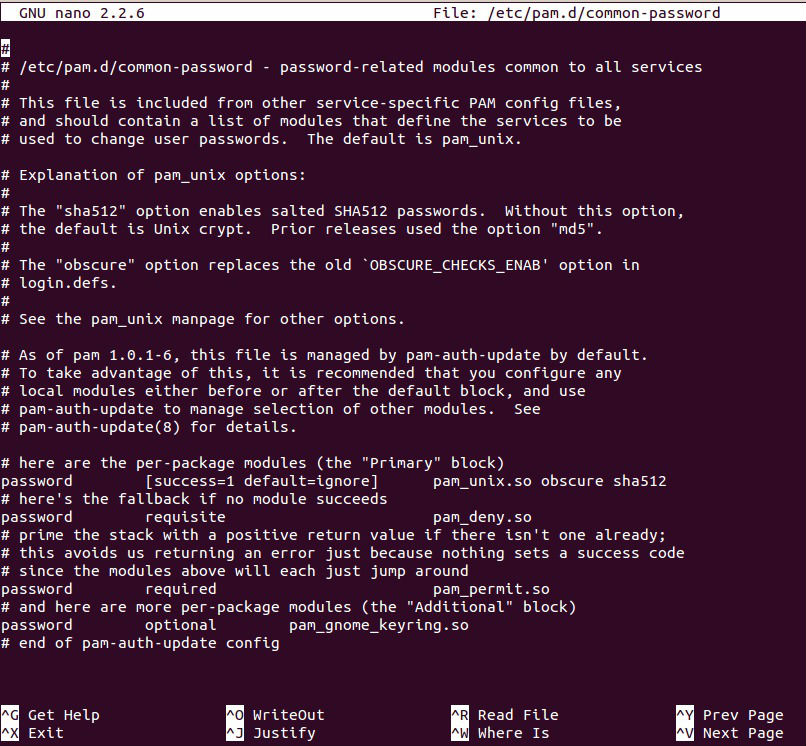 GNU nano 2.2.6 File: /etc/pam.d/common-password
#
# /etc/pam.d/common-password - password-related modules common to all services
#
# This file is included from other service-specific PAM config files,
# and should contain a list of modules that define the services to be
# used to change user passwords.  The default is pam_unix.
# Explanation of pam_unix options:
#
# The "sha512" option enables salted SHA512 passwords.  Without this option,
# the default is Unix crypt.  Prior releases used the option "md5".
#
# The "obscure" option replaces the old `OBSCURE_CHECKS_ENAB' option in
# login.defs.
#
# See the pam_unix manpage for other options.
# As of pam 1.0.1-6, this file is managed by pam-auth-update by default.
# To take advantage of this, it is recommended that you configure any
# local modules either before or after the default block, and use
# pam-auth-update to manage selection of other modules.  See
# pam-auth-update(8) for details.
# here are the per-package modules (the "Primary" block)
password        [success=1 default=ignore]      pam_unix.so obscure sha512
# here's the fallback if no module succeeds
password        requisite                       pam_deny.so
# prime the stack with a positive return value if there isn't one already;
# this avoids us returning an error just because nothing sets a success code
# since the modules above will each just jump around
password        required                        pam_permit.so
# and here are more per-package modules (the "Additional" block)
password        optional        pam_gnome_keyring.so
# end of pam-auth-update config
^G Get Help ^O WriteOut ^R Read File ^Y Prev Page
^X Exit ^J Justify ^W Where Is ^V Next Page